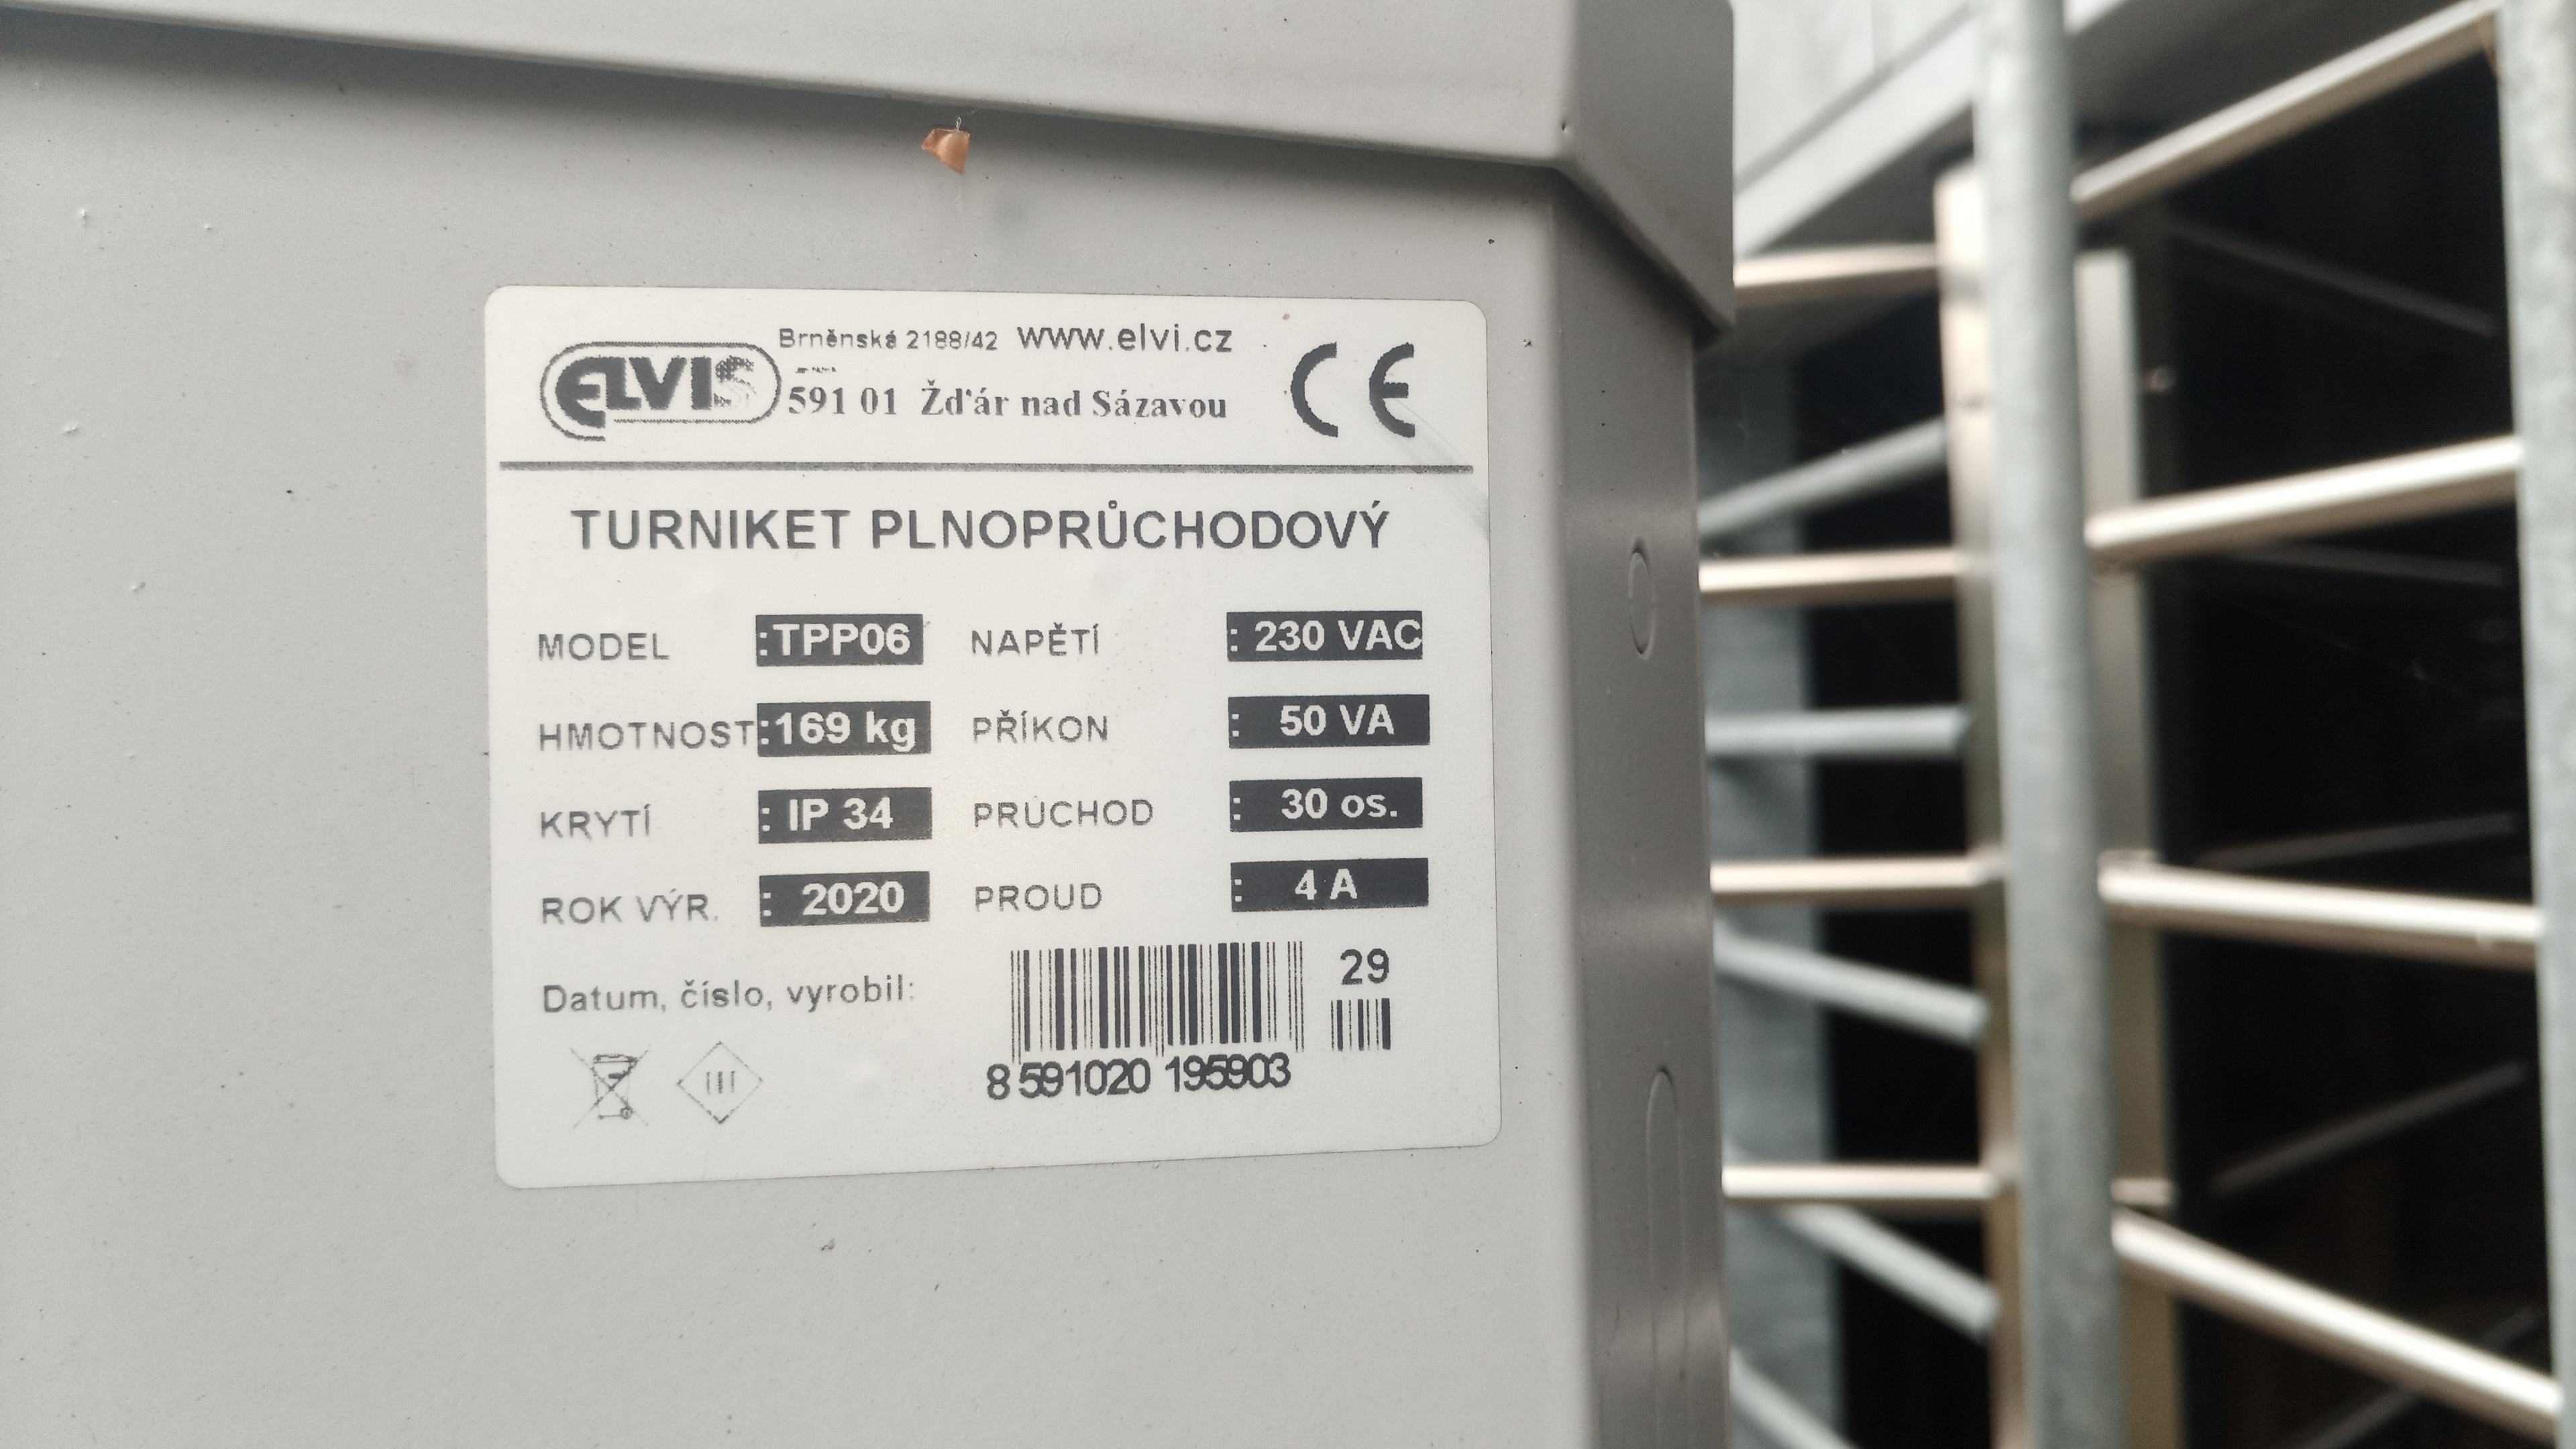 ELVIS
Brněnská 2188/42 www.elvi.cz
591 01 Žďár nad Sázavou
CE
TURNIKET PLNOPRŮCHODOVÝ
MODEL :TPP06 NAPĚTÍ : 230 VAC
HMOTNOST :169 kg PŘÍKON : 50 VA
KRYTÍ : IP 34 PRŮCHOD : 30 os.
ROK VÝR. : 2020 PROUD : 4 A
Datum, číslo, vyrobil:
29
III
8 591020 195903